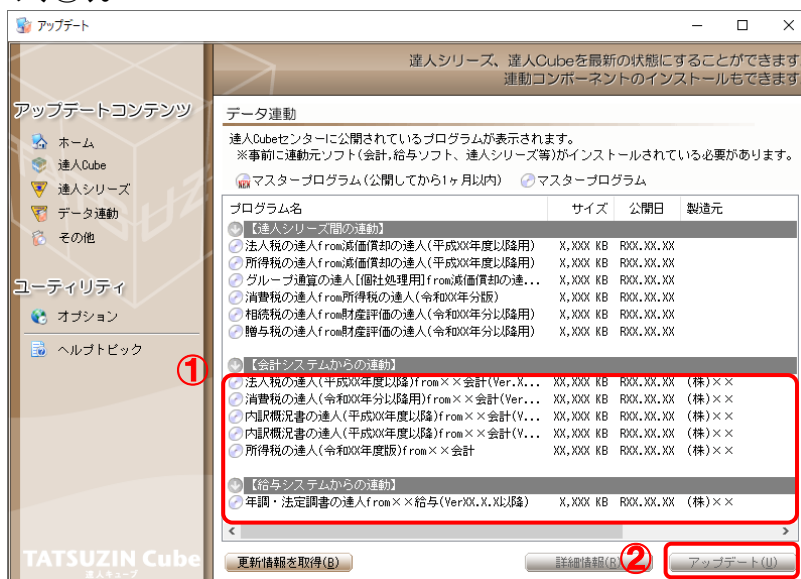 アップデート
達人シリーズ、達人Cubeを最新の状態にすることができます
連動コンポーネントのインストールもできます
アップデートコンテンツ
ホーム
達人Cube
達人シリーズ
データ連動
その他
ユーティリティ
オプション
ヘルプトピック
データ連動
達人Cubeセンターに公開されているプログラムが表示されます。
※事前に連動元ソフト(会計,給与ソフト、達人シリーズ等)がインストールされている必要があります。
NEW マスタープログラム(公開してから1ヶ月以内) マスタープログラム
プログラム名 サイズ 公開日 製造元
【達人シリーズ間の連動】
法人税の達人from減価償却の達人(平成XX年度以降用) X,XXX KB RXX.XX.XX
所得税の達人from減価償却の達人(平成XX年度以降用) X,XXX KB RXX.XX.XX
グループ通算の達人[個社処理用]from減価償却の達... X,XXX KB RXX.XX.XX
消費税の達人from所得税の達人(令和XX年分版) X,XXX KB RXX.XX.XX
相続税の達人from財産評価の達人(令和XX年分以降用) X,XXX KB RXX.XX.XX
贈与税の達人from財産評価の達人(令和XX年分以降用) X,XXX KB RXX.XX.XX
①
【会計システムからの連動】
法人税の達人(平成XX年度以降)from××会計(Ver.X... XX,XXX KB RXX.XX.XX (株)××
消費税の達人(令和XX年分以降用)from××会計(Ver... XX,XXX KB RXX.XX.XX (株)××
内訳概況書の達人(平成XX年度以降)from××会計(V... XX,XXX KB RXX.XX.XX (株)××
内訳概況書の達人(平成XX年度以降)from××会計(V... XX,XXX KB RXX.XX.XX (株)××
所得税の達人(令和XX年度版)from××会計 XX,XXX KB RXX.XX.XX (株)××
【給与システムからの連動】
年調・法定調書の達人from××給与(VerXX.X.X以降) X,XXX KB RXX.XX.XX (株)××
TATSUZIN Cube
達人キューブ
更新情報を取得(B) 詳細情報(R ② アップデート(U)